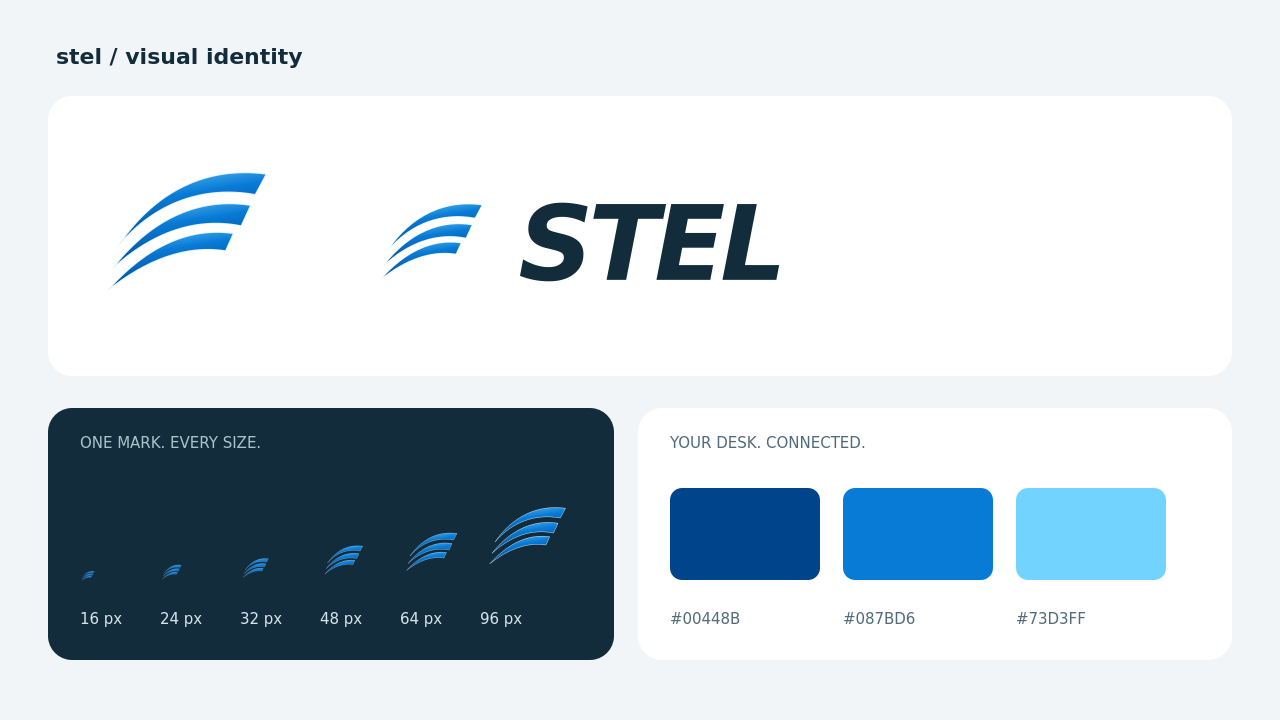 stel / visual identity
STEL
ONE MARK. EVERY SIZE.
16 px 24 px 32 px 48 px 64 px 96 px
YOUR DESK. CONNECTED.
#00448B #087BD6 #73D3FF